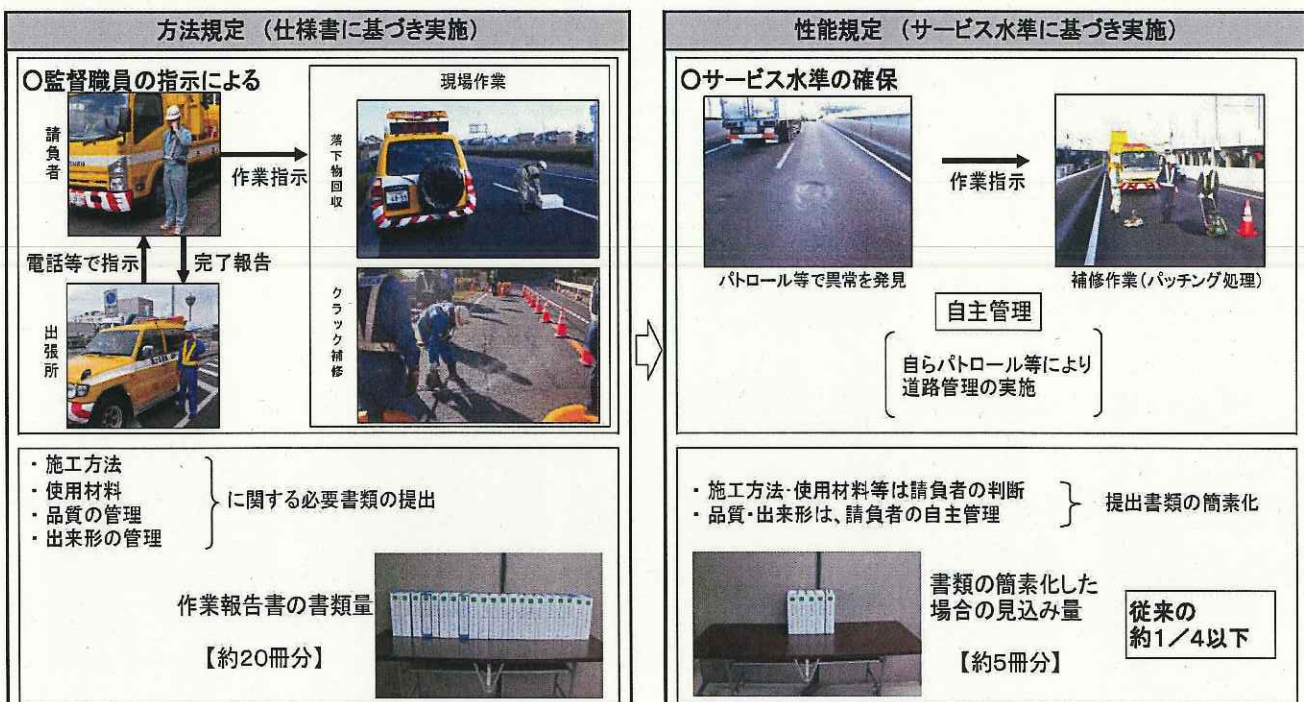 方法規定 (仕様書に基づき実施)
〇監督職員の指示による
請負者
作業指示
電話等で指示
完了報告
出張所
現場作業
落下物回収
クラック補修
・施工方法
・使用材料
・品質の管理
・出来形の管理
に関する必要書類の提出
作業報告書の書類量
【約20冊分】
性能規定 (サービス水準に基づき実施)
〇サービス水準の確保
作業指示
パトロール等で異常を発見
補修作業(パッチング処理)
自主管理
自らパトロール等により
道路管理の実施
・施工方法・使用材料等は請負者の判断
・品質・出来形は、請負者の自主管理
提出書類の簡素化
書類の簡素化した
場合の見込み量
【約5冊分】
従来の
約1/4以下